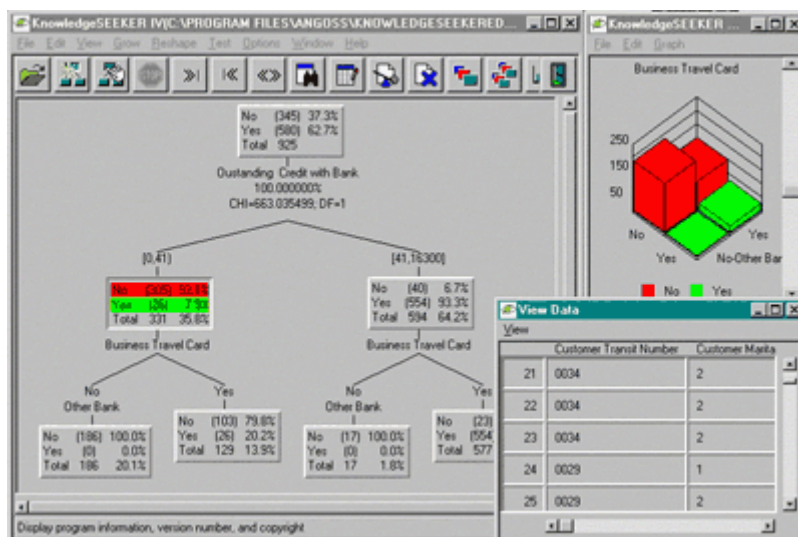 KnowledgeSEEKER IV(C:\PROGRAM FILES\ANGOSS\KNOWLEDGESEEKERED...
File Edit View Grow Reshape Test Options Window Help
No (345) 37.3%
Yes (580) 62.7%
Total 925
Oustanding Credit with Bank
100.000000%
CHI=663.035499; DF=1
[0,41)
No (305) 92.1%
Yes (26) 7.9%
Total 331 35.8%
Business Travel Card
[41,16300]
No (40) 6.7%
Yes (554) 93.3%
Total 594 64.2%
Business Travel Card
No
Other Bank
No (186) 100.0%
Yes (0) 0.0%
Total 186 20.1%
Yes
No (103) 79.8%
Yes (26) 20.2%
Total 129 13.9%
No
Other Bank
No (17) 100.0%
Yes (0) 0.0%
Total 17 1.8%
Yes
No (23)
Yes (554)
Total 577
Display program information, version number, and copyright
KnowledgeSEEKER ...
File Edit Graph
Business Travel Card
250
150
50
No
Yes
Yes
No-Other Ban
No Yes
View Data
View
Customer Transit Number Customer Marita
21 0034 2
22 0034 2
23 0034 2
24 0029 1
25 0029 2